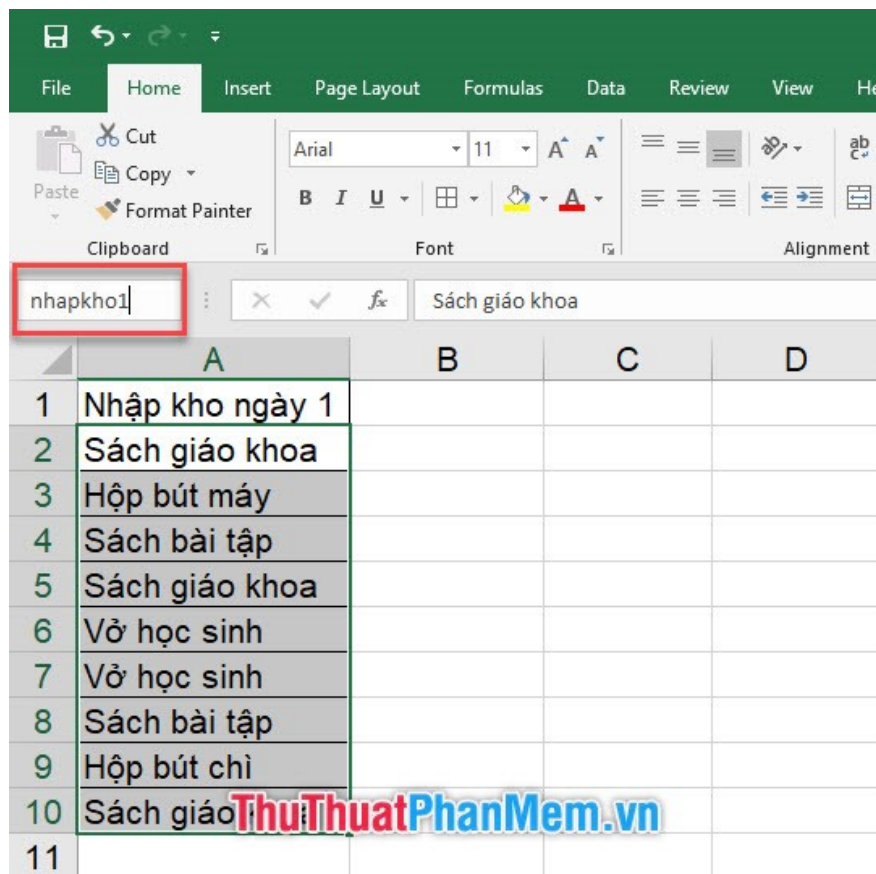 File Home Insert Page Layout Formulas Data Review View
Cut
Copy
Paste
Format Painter
Arial 11 A A
B I U A
ab
c
Clipboard Font Alignment
nhapkho1 fx Sách giáo khoa
A B C D
1 Nhập kho ngày 1
2 Sách giáo khoa
3 Hộp bút máy
4 Sách bài tập
5 Sách giáo khoa
6 Vở học sinh
7 Vở học sinh
8 Sách bài tập
9 Hộp bút chì
10 Sách giáo
ThuThuatPhanMem.vn
11